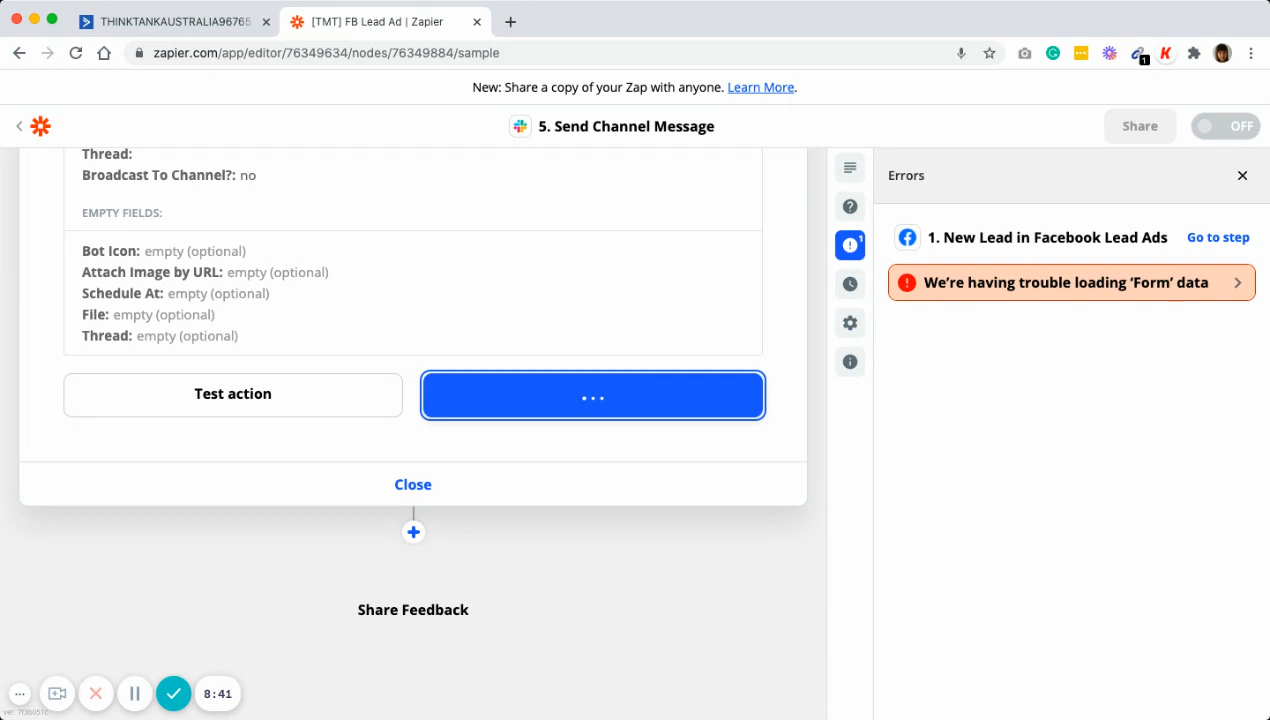 THINKTANKAUSTRALIA96765
[TMT] FB Lead Ad | Zapier
zapier.com/app/editor/76349634/nodes/76349884/sample
1
New: Share a copy of your Zap with anyone. Learn More.
5. Send Channel Message
Share
OFF
Thread:
Broadcast To Channel?: no
EMPTY FIELDS:
Bot Icon: empty (optional)
Attach Image by URL: empty (optional)
Schedule At: empty (optional)
File: empty (optional)
Thread: empty (optional)
Test action
...
Close
Share Feedback
1
Errors
1. New Lead in Facebook Lead Ads
Go to step
We're having trouble loading 'Form' data
8:41
ver: 7f3b051c